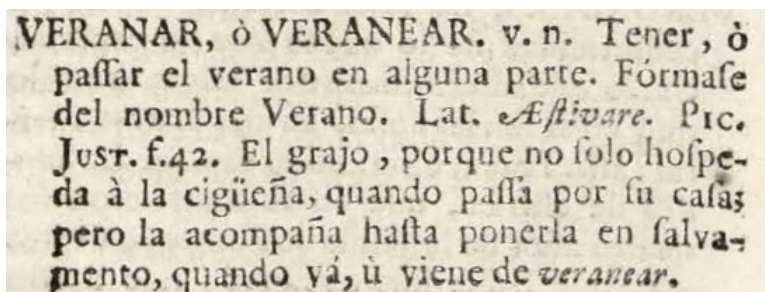 VERANAR, ò VERANEAR. v. n. Tener, ò
paſſar el verano en alguna parte. Fórmaſe
del nombre Verano. Lat. Æſtivare. PIC.
JUST. f.42. El grajo, porque no ſolo hoſpe-
da à la cigüeña, quando paſſa por ſu caſa;
pero la acompaña haſta ponerla en ſalva-
mento, quando vá, ù viene de veranear.